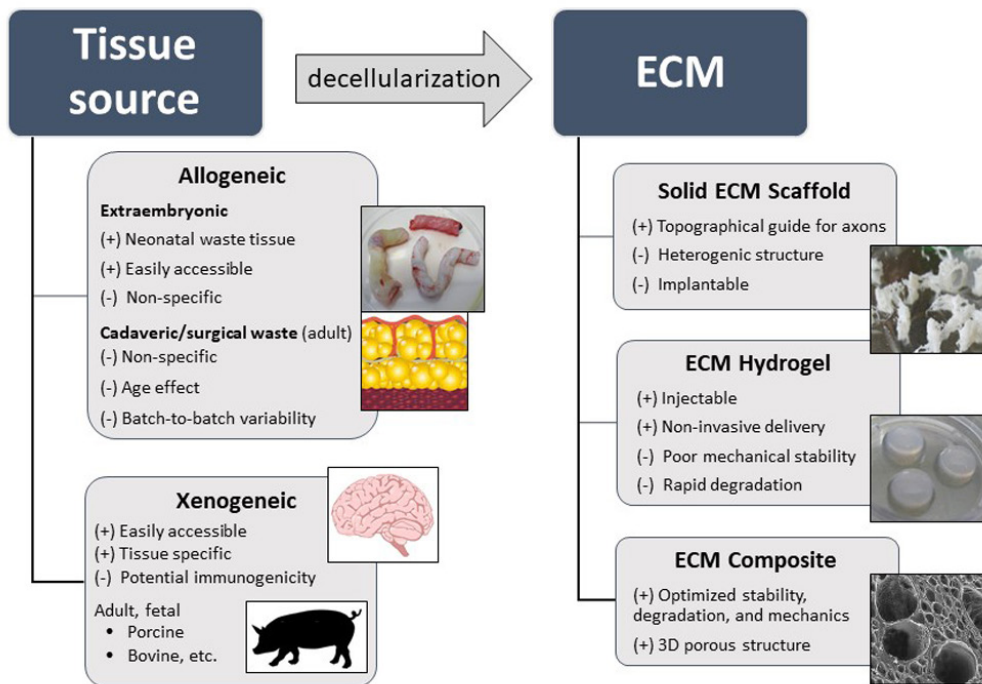 Tissue
source
decellularization
ECM
Allogeneic
Extraembryonic
(+) Neonatal waste tissue
(+) Easily accessible
(-) Non-specific
Cadaveric/surgical waste (adult)
(-) Non-specific
(-) Age effect
(-) Batch-to-batch variability
Xenogeneic
(+) Easily accessible
(+) Tissue specific
(-) Potential immunogenicity
Adult, fetal
• Porcine
• Bovine, etc.
Solid ECM Scaffold
(+) Topographical guide for axons
(-) Heterogenic structure
(-) Implantable
ECM Hydrogel
(+) Injectable
(+) Non-invasive delivery
(-) Poor mechanical stability
(-) Rapid degradation
ECM Composite
(+) Optimized stability,
degradation, and mechanics
(+) 3D porous structure